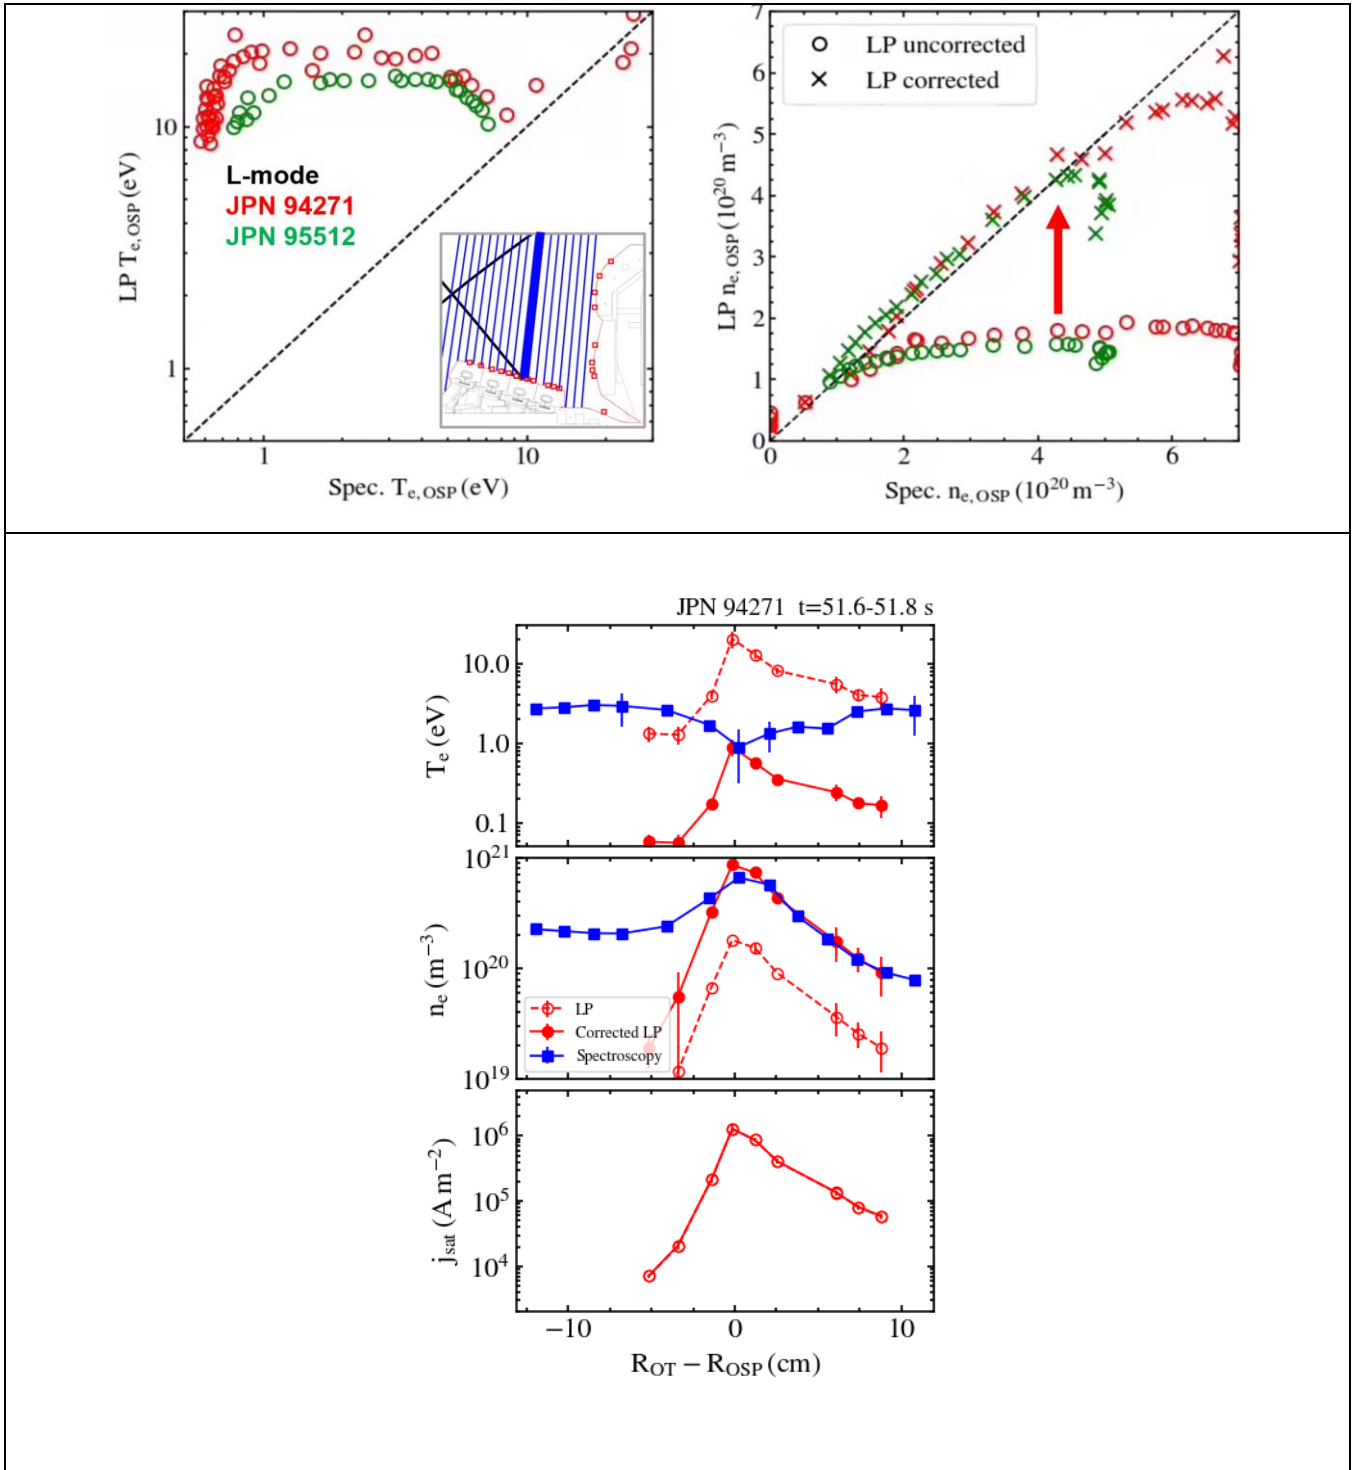 10
1
LP T_e,OSP (eV)
L-mode
JPN 94271
JPN 95512
1
10
Spec. T_e,OSP (eV)
7
6
5
4
3
2
1
0
LP n_e,OSP (10^20 m^−3)
LP uncorrected
LP corrected
0
2
4
6
Spec. n_e,OSP (10^20 m^−3)
JPN 94271 t=51.6-51.8 s
10.0
1.0
0.1
T_e (eV)
10^21
10^20
10^19
n_e (m^−3)
LP
Corrected LP
Spectroscopy
10^6
10^5
10^4
j_sat (A m^−2)
−10
0
10
R_OT − R_OSP (cm)